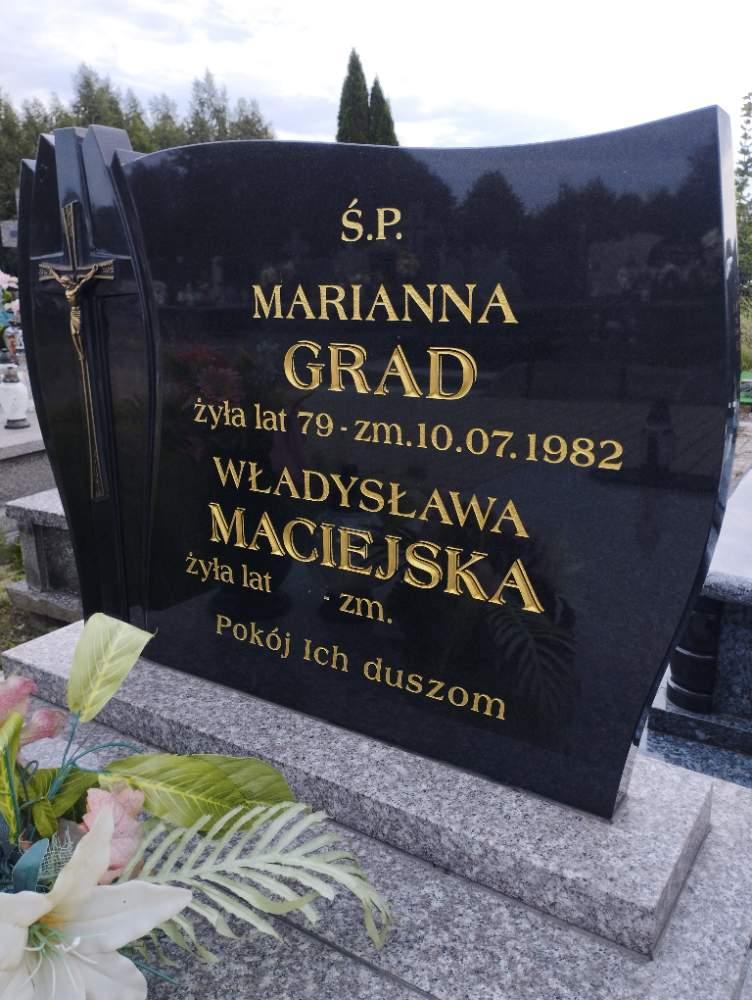 Ś.P.
MARIANNA
GRAD
żyła lat 79 - zm. 10.07.1982
WŁADYSŁAWA
MACIEJSKA
żyła lat - zm.
Pokój Ich duszom